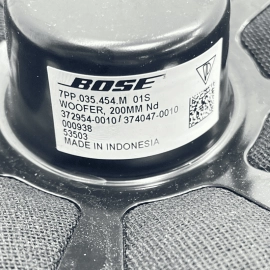 BOSE
7PP.035.454.M 01S
WOOFER, 200MM Nd
372954-0010 / 374047-0010
000938
53503
MADE IN INDONESIA